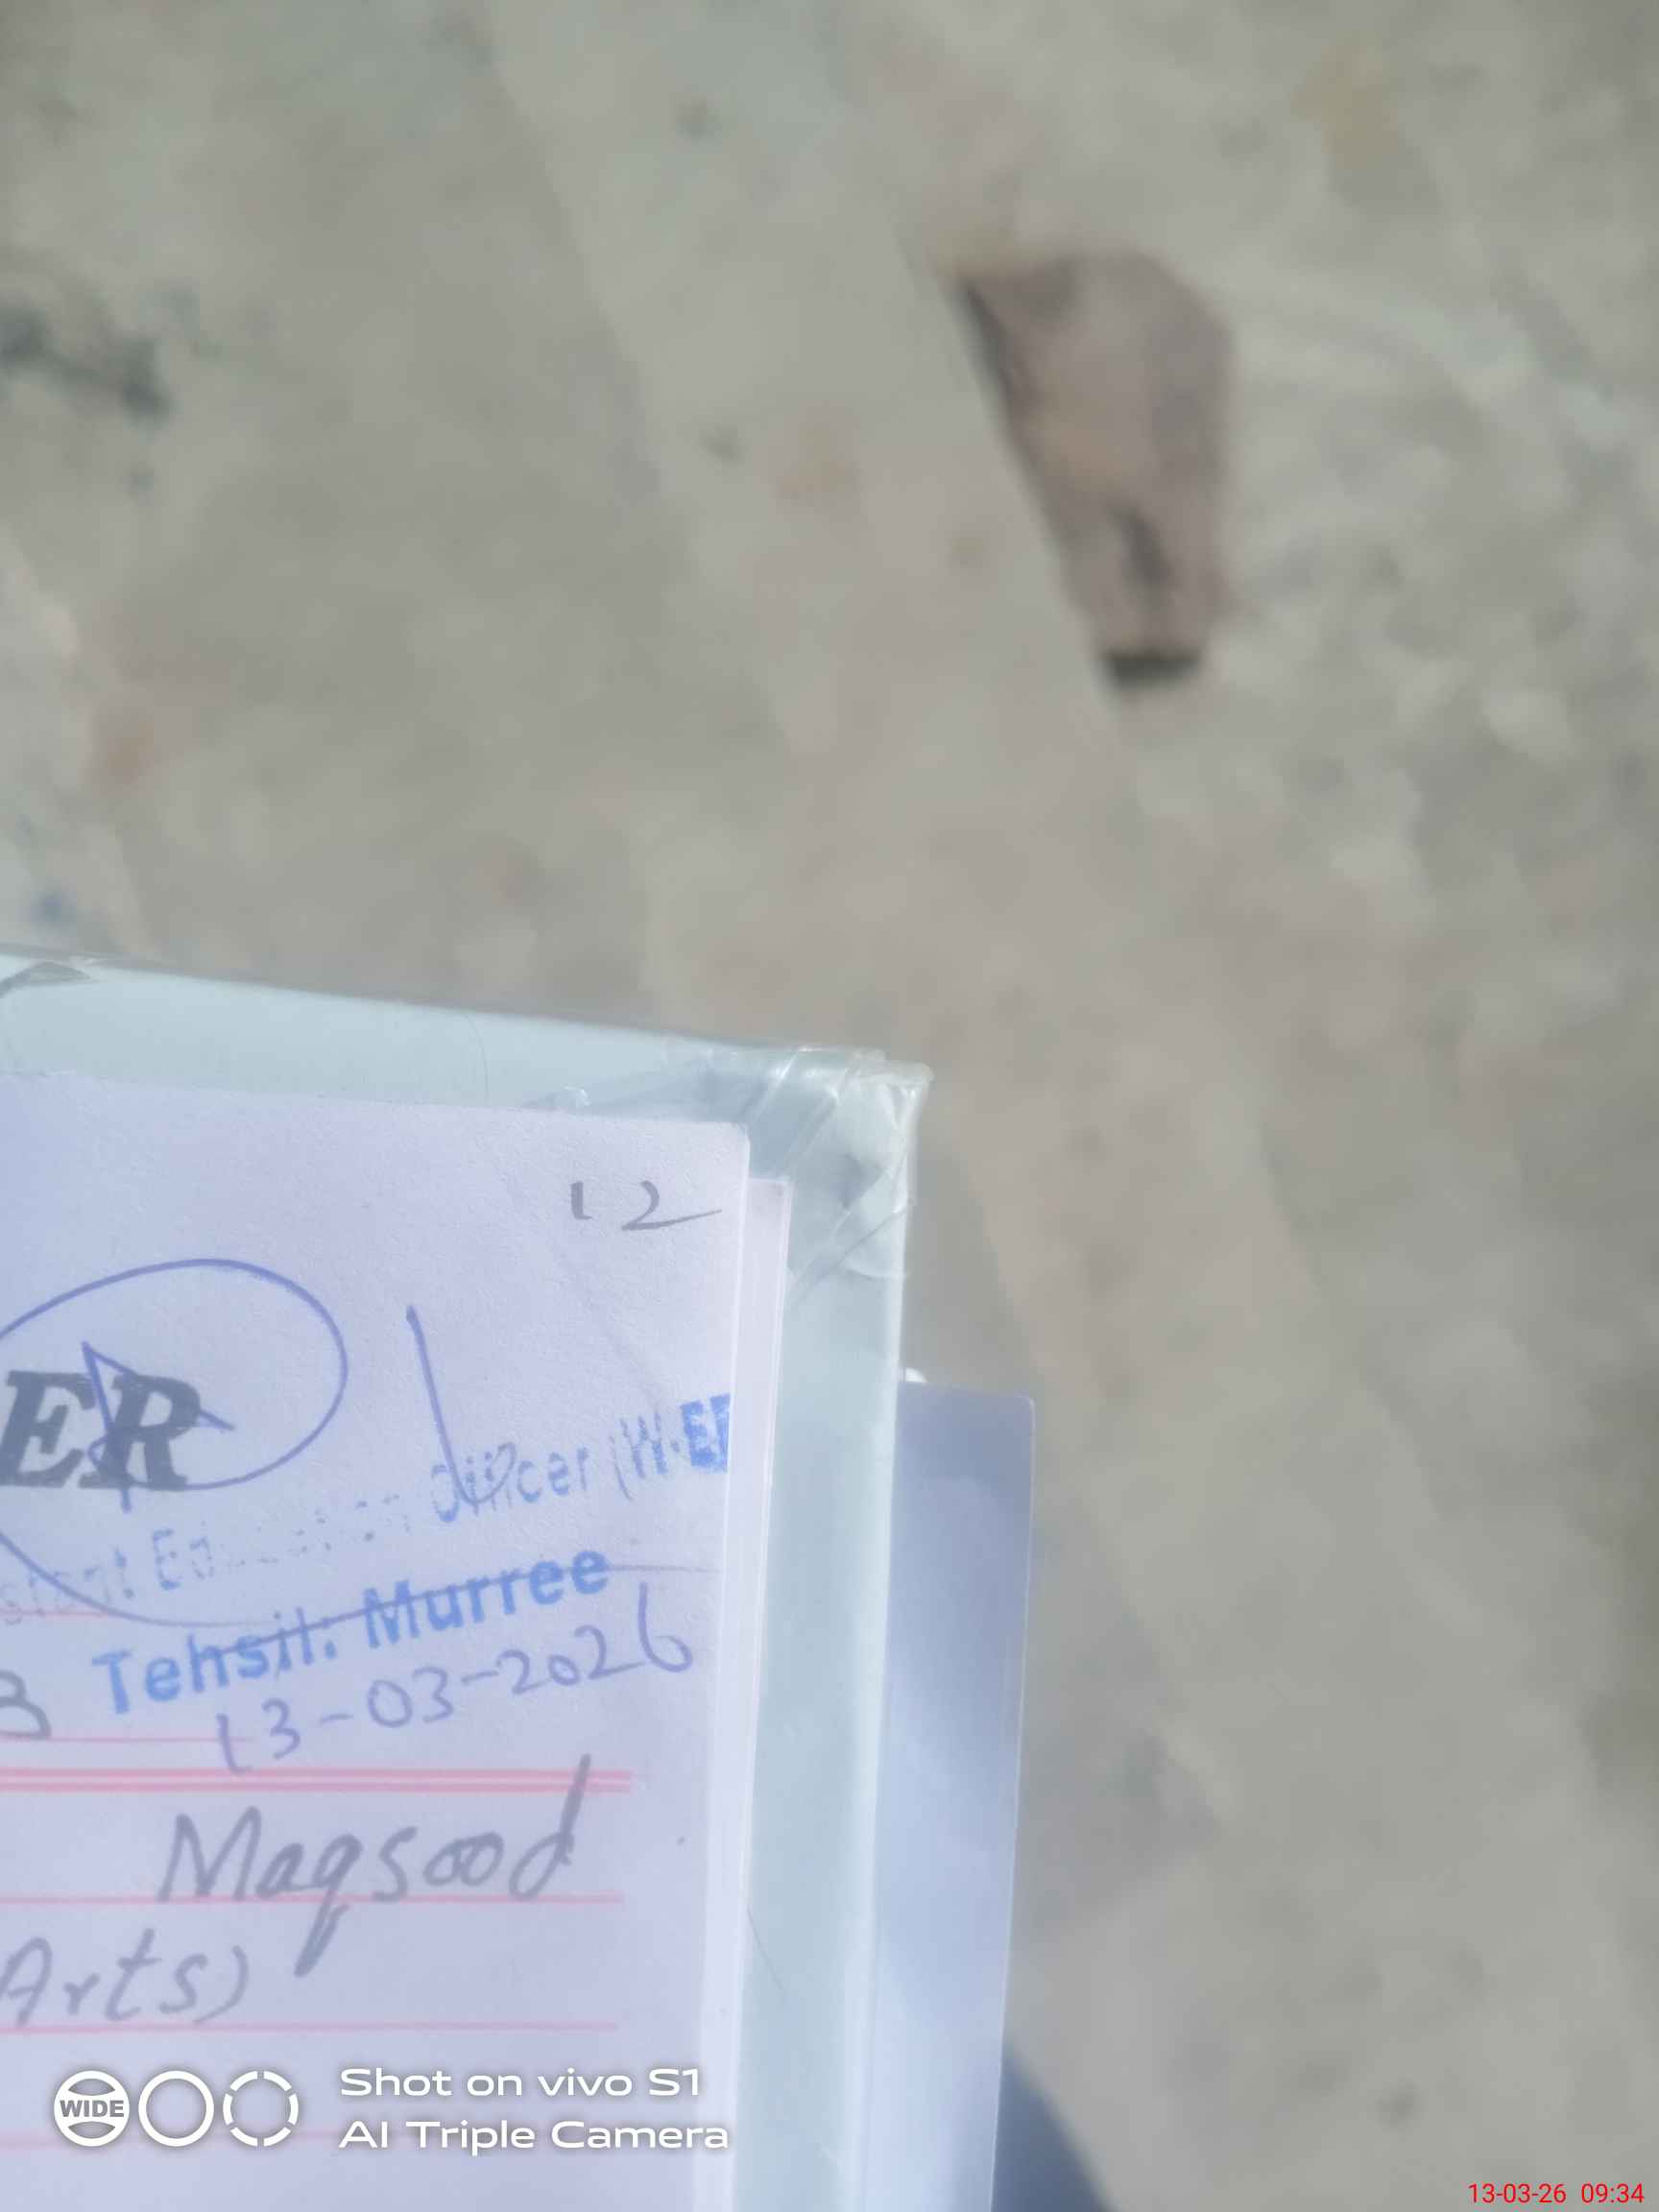 12
ER
Officer (W-EE
Tehsil: Murree
13-03-2026
Maqsood
Arts)
WIDE
Shot on vivo S1
AI Triple Camera
13-03-26 09:34